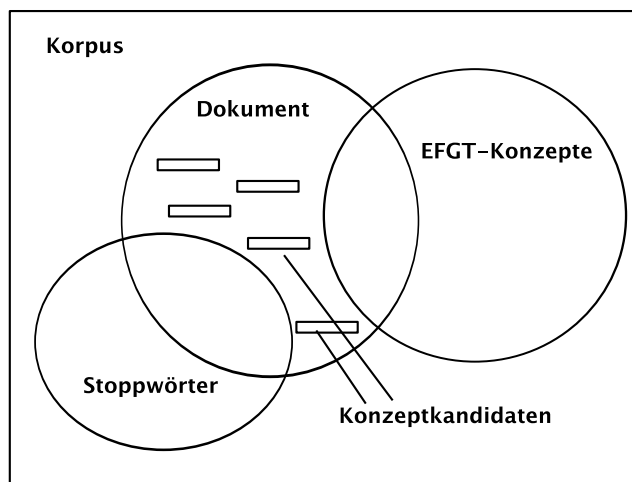 Korpus
Dokument
EFGT-Konzepte
Stoppwörter
Konzeptkandidaten